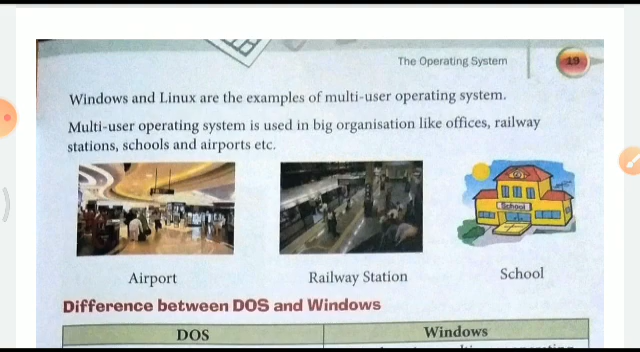 The Operating System
19
Windows and Linux are the examples of multi-user operating system.
Multi-user operating system is used in big organisation like offices, railway
stations, schools and airports etc.
School
Airport
Railway Station
School
Difference between DOS and Windows
DOS
Windows